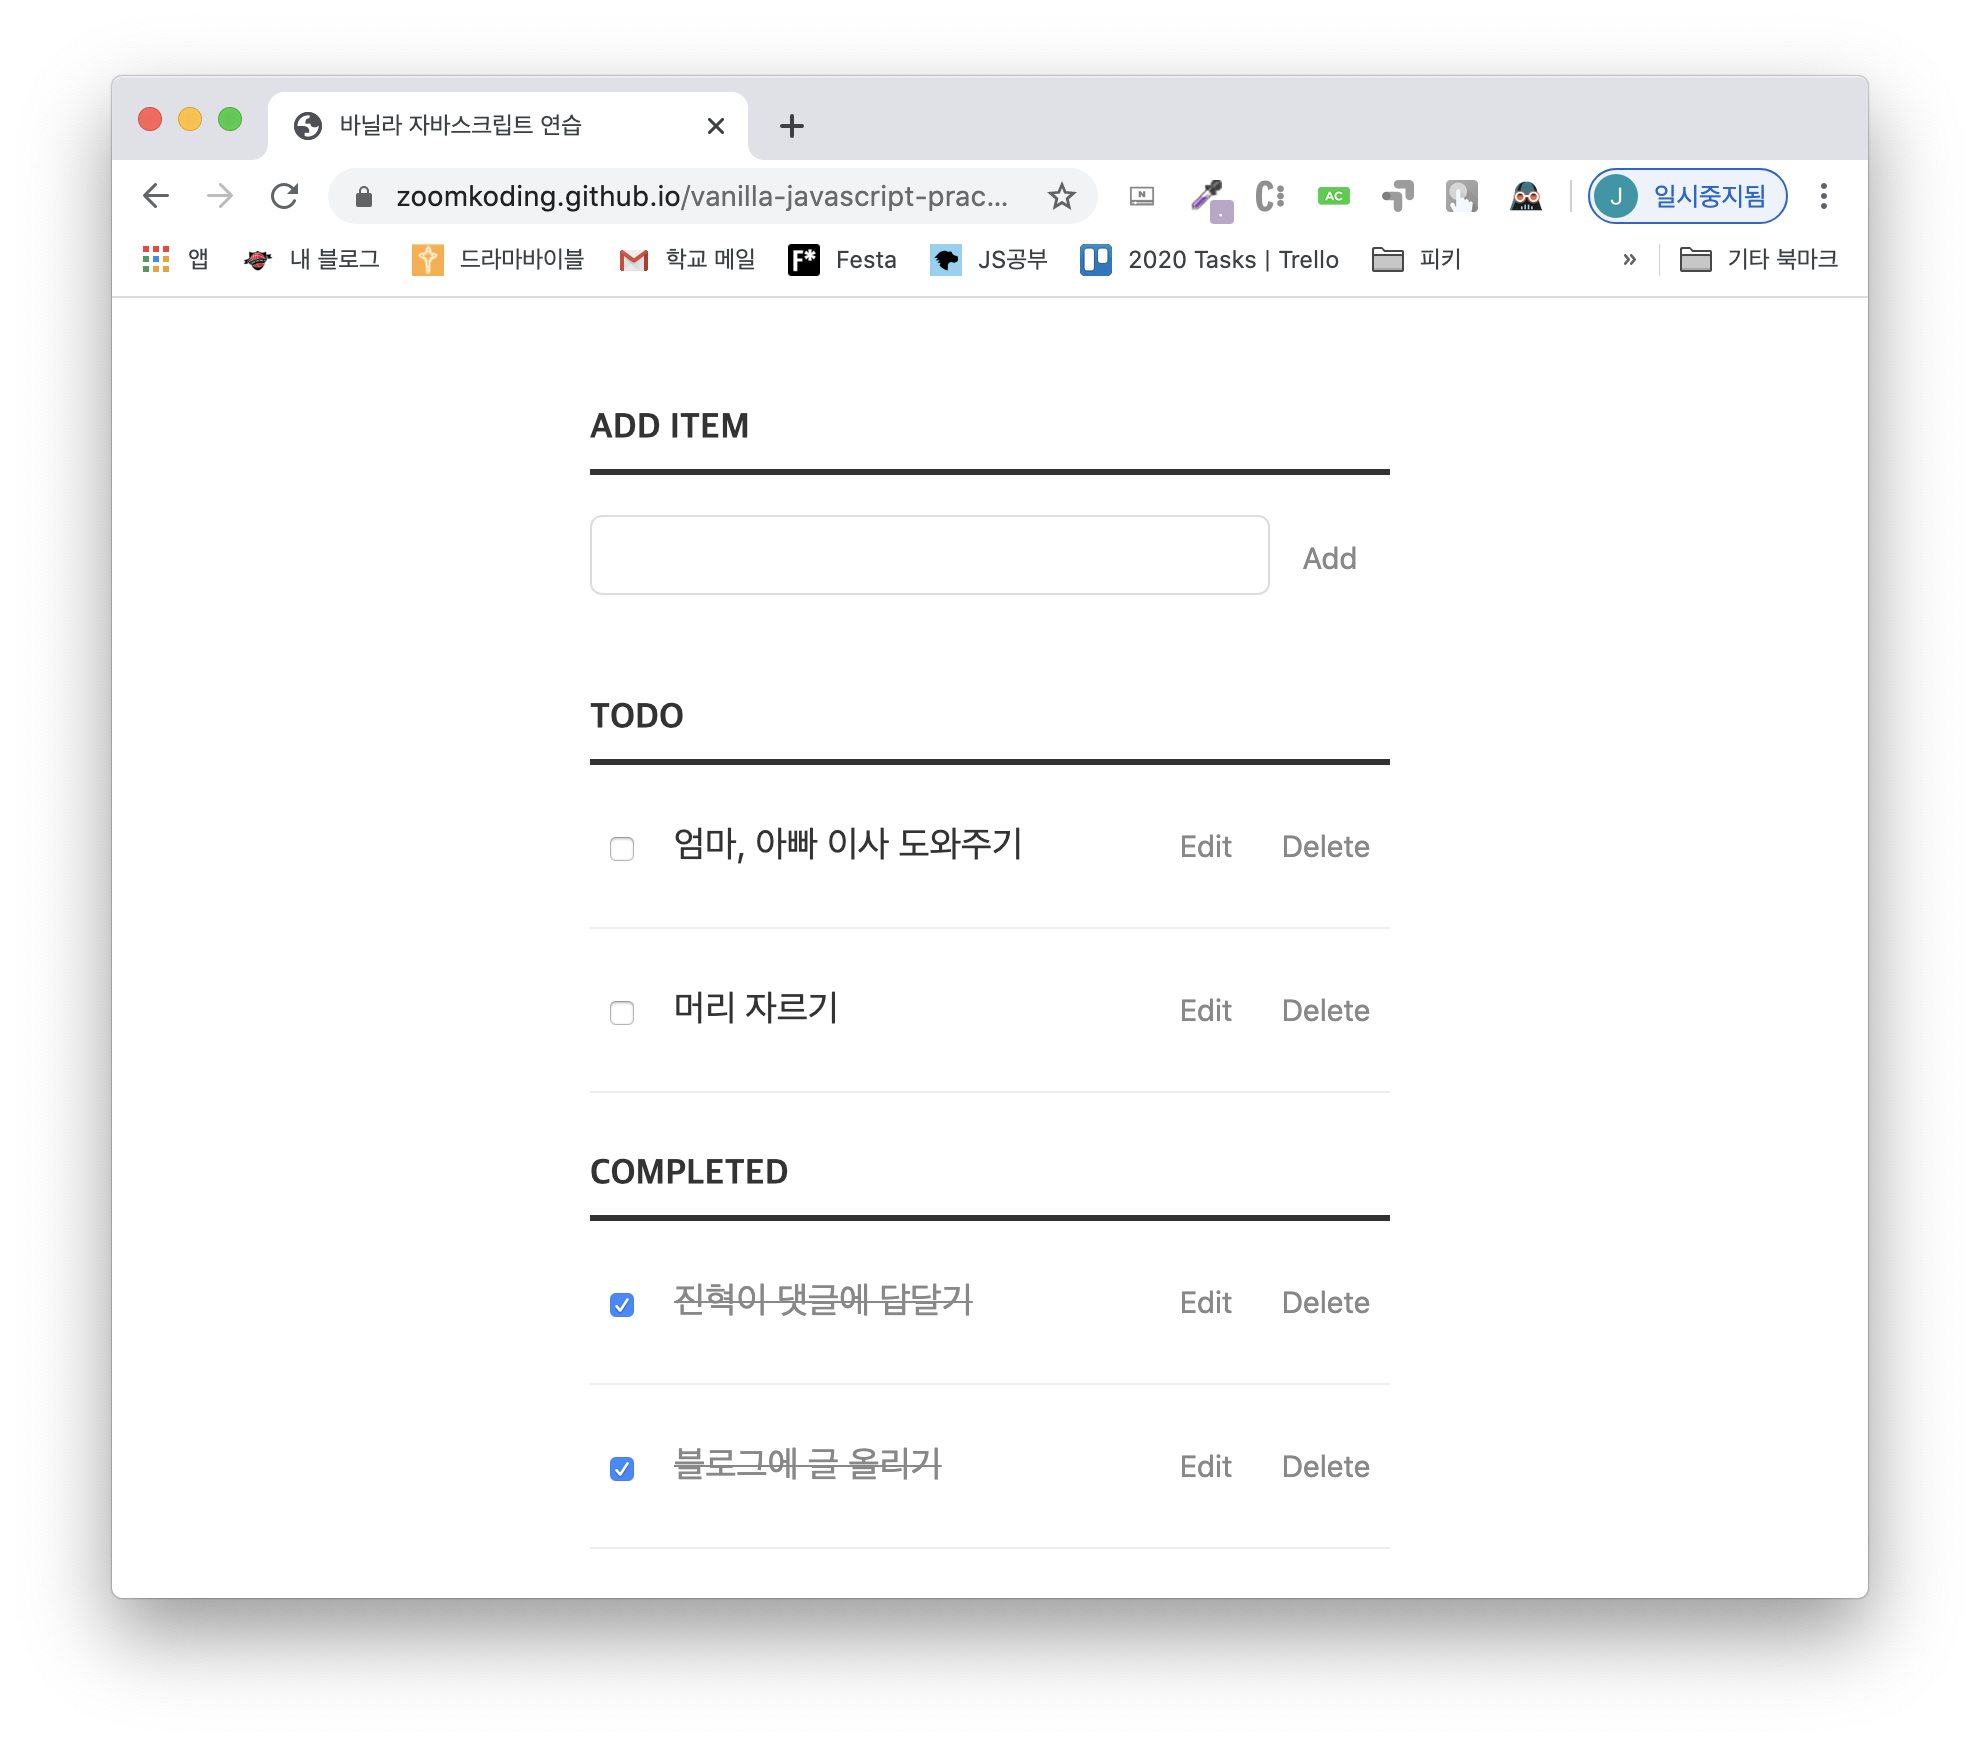 바닐라 자바스크립트 연습
zoomkoding.github.io/vanilla-javascript-prac...
N
AC
J 일시중지됨
앱 내 블로그 드라마바이블 학교 메일 F* Festa JS공부 2020 Tasks | Trello 피키 » 기타 북마크
ADD ITEM
Add
TODO
엄마, 아빠 이사 도와주기 Edit Delete
머리 자르기 Edit Delete
COMPLETED
진혁이 댓글에 답달기 Edit Delete
블로그에 글 올리기 Edit Delete